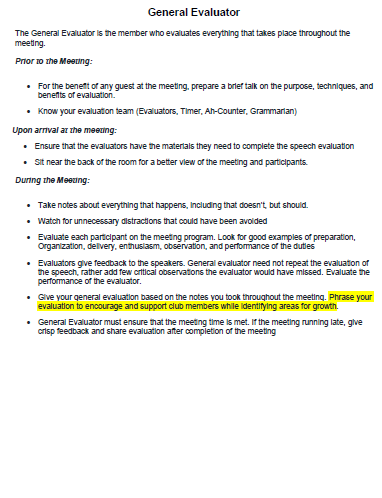 General Evaluator
The General Evaluator is the member who evaluates everything that takes place throughout the
meeting.
Prior to the Meeting:
• For the benefit of any guest at the meeting, prepare a brief talk on the purpose, techniques, and
benefits of evaluation.
• Know your evaluation team (Evaluators, Timer, Ah-Counter, Grammarian)
Upon arrival at the meeting:
• Ensure that the evaluators have the materials they need to complete the speech evaluation
• Sit near the back of the room for a better view of the meeting and participants.
During the Meeting:
• Take notes about everything that happens, including that doesn't, but should.
• Watch for unnecessary distractions that could have been avoided
• Evaluate each participant on the meeting program. Look for good examples of preparation,
Organization, delivery, enthusiasm, observation, and performance of the duties
• Evaluators give feedback to the speakers. General evaluator need not repeat the evaluation of
the speech, rather add few critical observations the evaluator would have missed. Evaluate the
performance of the evaluator.
• Give your general evaluation based on the notes you took throughout the meeting. Phrase your
evaluation to encourage and support club members while identifying areas for growth.
• General Evaluator must ensure that the meeting time is met. If the meeting running late, give
crisp feedback and share evaluation after completion of the meeting